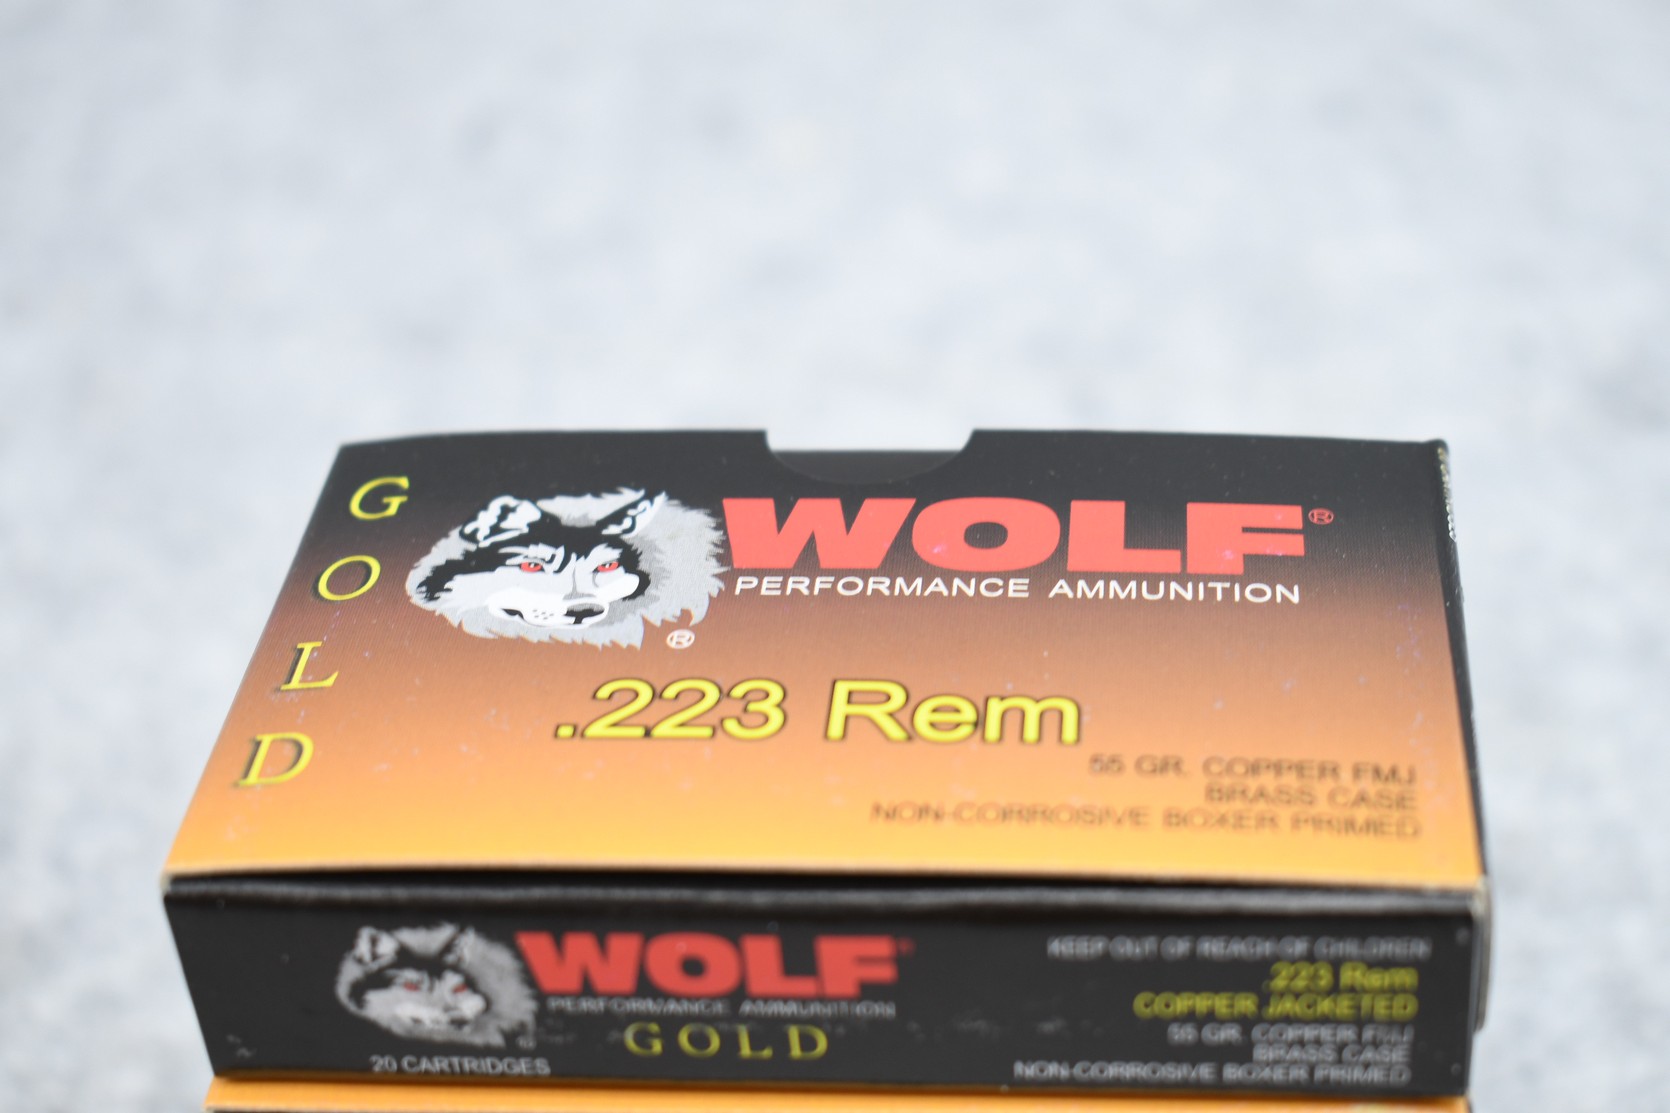 GOLD
WOLF®
PERFORMANCE AMMUNITION
®
.223 Rem
55 GR. COPPER FMJ
BRASS CASE
NON-CORROSIVE BOXER PRIMED
WOLF®
PERFORMANCE AMMUNITION
GOLD
20 CARTRIDGES
KEEP OUT OF REACH OF CHILDREN
.223 Rem
COPPER JACKETED
55 GR. COPPER FMJ
BRASS CASE
NON-CORROSIVE BOXER PRIMED